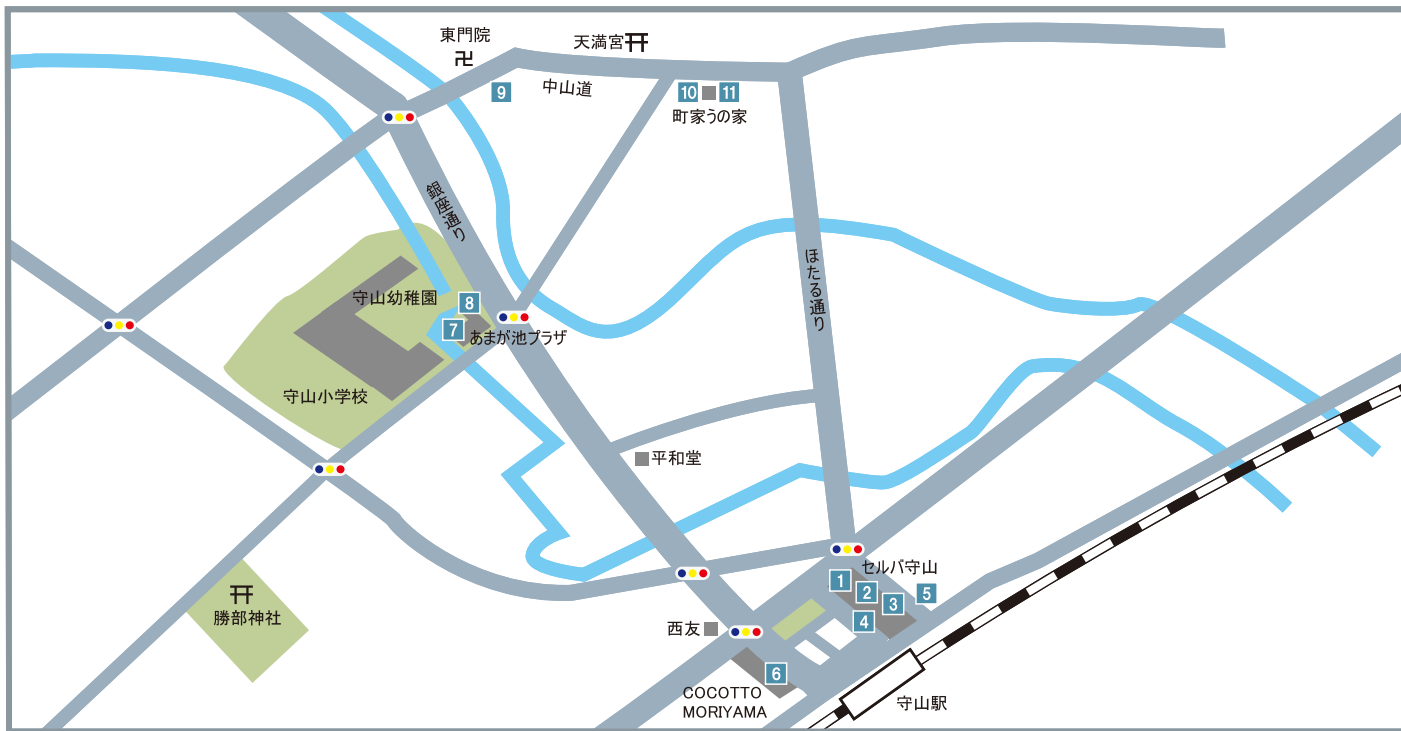 東門院
天満宮
中山道
9
10
11
町家うの家
銀座通り
ほたる通り
守山幼稚園
8
7
あまが池プラザ
守山小学校
平和堂
セルバ守山
1
2
3
4
5
勝部神社
西友
6
COCOTTO
MORIYAMA
守山駅